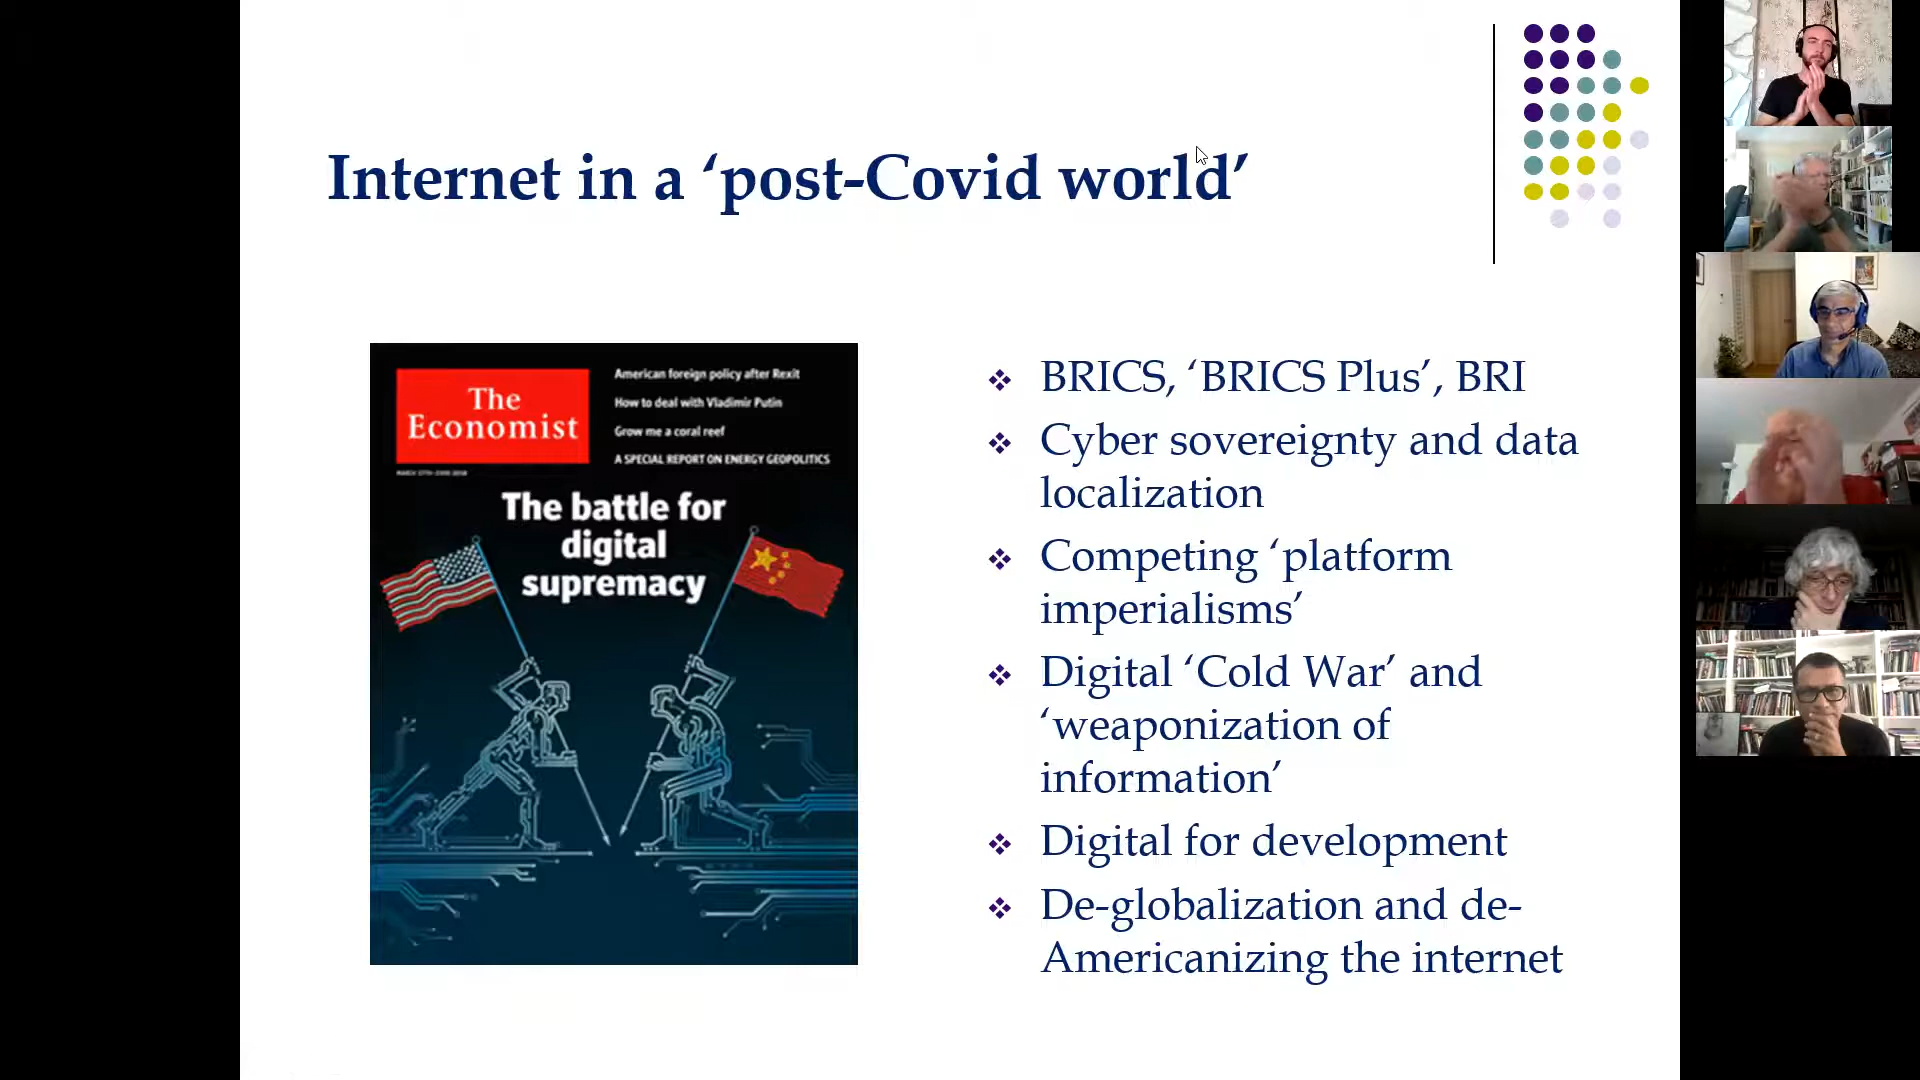 Internet in a ‘post-Covid world’
The
Economist
American foreign policy after Rexit
How to deal with Vladimir Putin
Grow me a coral reef
A SPECIAL REPORT ON ENERGY GEOPOLITICS
The battle for
digital
supremacy
BRICS, ‘BRICS Plus’, BRI
Cyber sovereignty and data
localization
Competing ‘platform
imperialisms’
Digital ‘Cold War’ and
‘weaponization of
information’
Digital for development
De-globalization and de-
Americanizing the internet